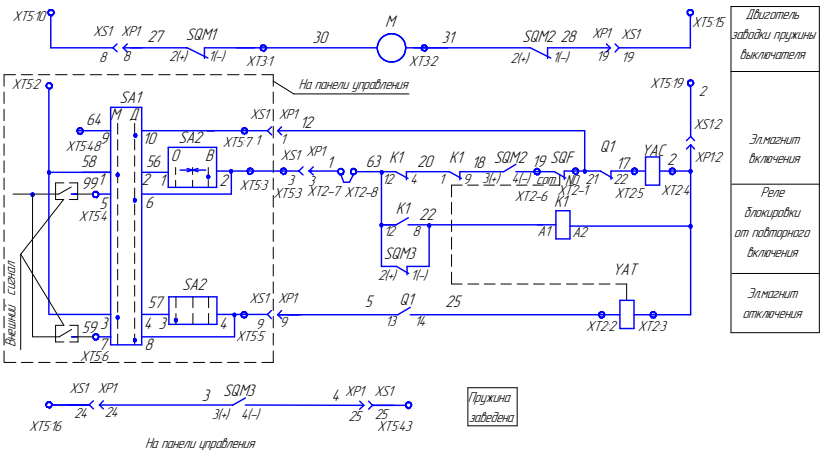 XT5:10
XS1 XP1 27 SQM1 30 M 31 SQM2 28 XP1 XS1
XT5:15
8 8 2(+) 1(-) XT3:1 XT3:2 2(+) 1(-) 19 19
Двигатель
заводки пружины
выключателя
На панели управления
XT5:2
SA1
М Д
64
XT5:4.8
9 10
XT5:7 1
XS1 XP1
1
12
SA2
О В
58 1
56 2 1 2
XT5:3
99
XT5:4
5 6
XS1 XP1
XT5:3 3 3
1
XT2-7 XT2-8
63
K1
12 4
20
K1
1 9
18
SQM2
3(+) 4(-)
19
XT2-6
SQF
com. NO
XT2-1
21
Q1
22
17
XT2:5
YAC
2
XT2:4
XT5:19
2
XS1:2
XP1:2
Эл.магнит
включения
K1
12 8
22
K1
A1 A2
SQM3
2(+) 1(-)
Реле
блокировки
от повторного
включения
Внешний сигнал
SA2
57
3 4 3 4
59
XT5:6
7 8
XT5:5
XS1 XP1
9 9
5
Q1
13 14
25
YAT
XT2:2 XT2:3
Эл.магнит
отключения
XS1 XP1 3 SQM3 4 XP1 XS1
XT5:16 24 24 3(+) 4(-) 25 25 XT5:4.3
Пружина
заведена
На панели управления